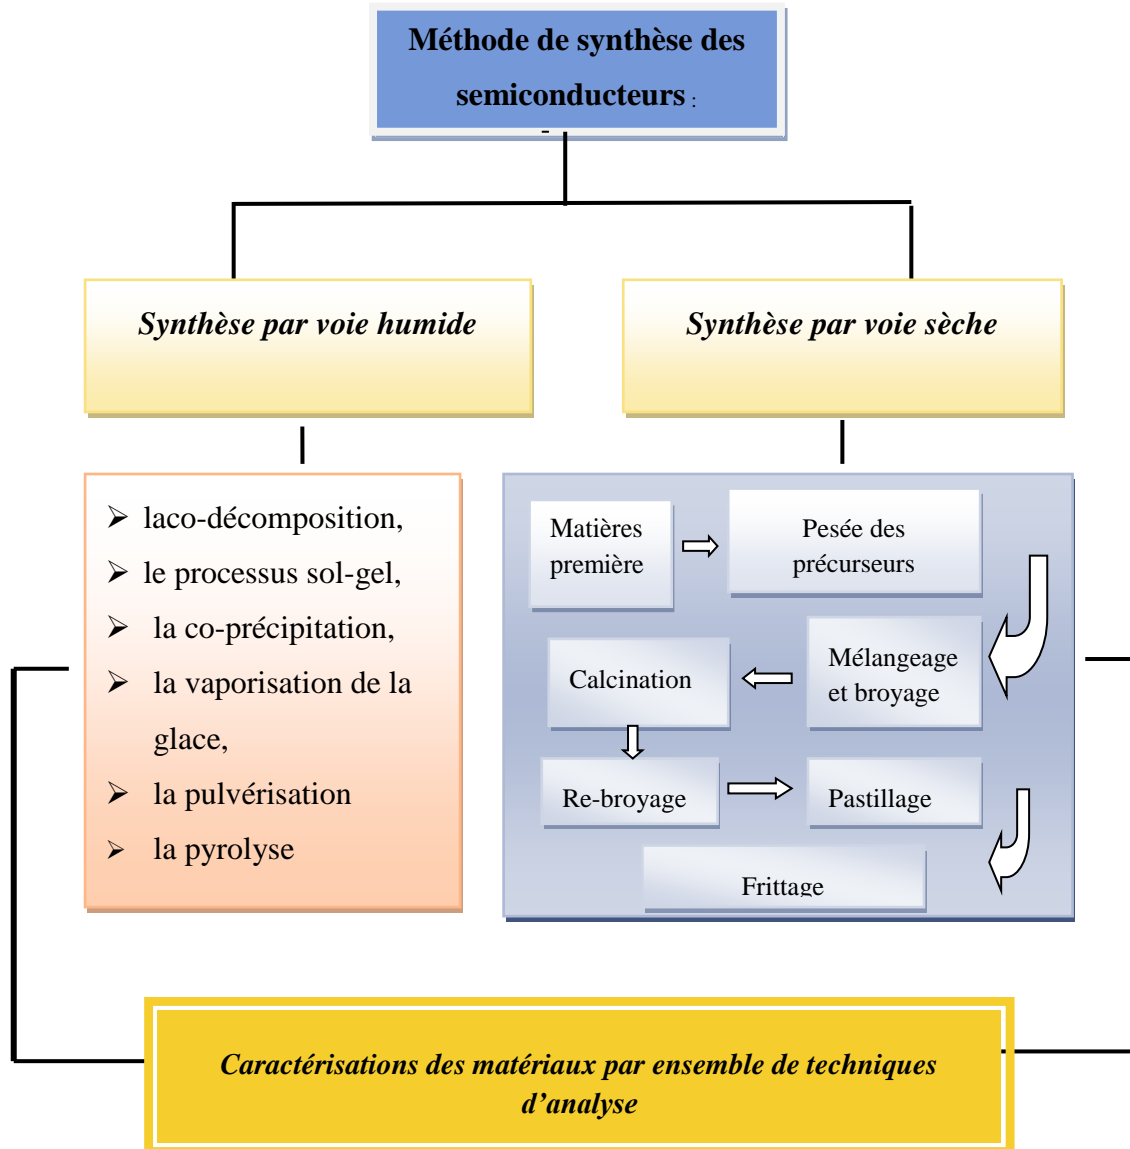 Méthode de synthèse des
semiconducteurs :
-
Synthèse par voie humide
Synthèse par voie sèche
➢ laco-décomposition,
➢ le processus sol-gel,
➢ la co-précipitation,
➢ la vaporisation de la
glace,
➢ la pulvérisation
➢ la pyrolyse
Matières
première
Pesée des
précurseurs
Mélangeage
et broyage
Calcination
Re-broyage
Pastillage
Frittage
Caractérisations des matériaux par ensemble de techniques
d’analyse